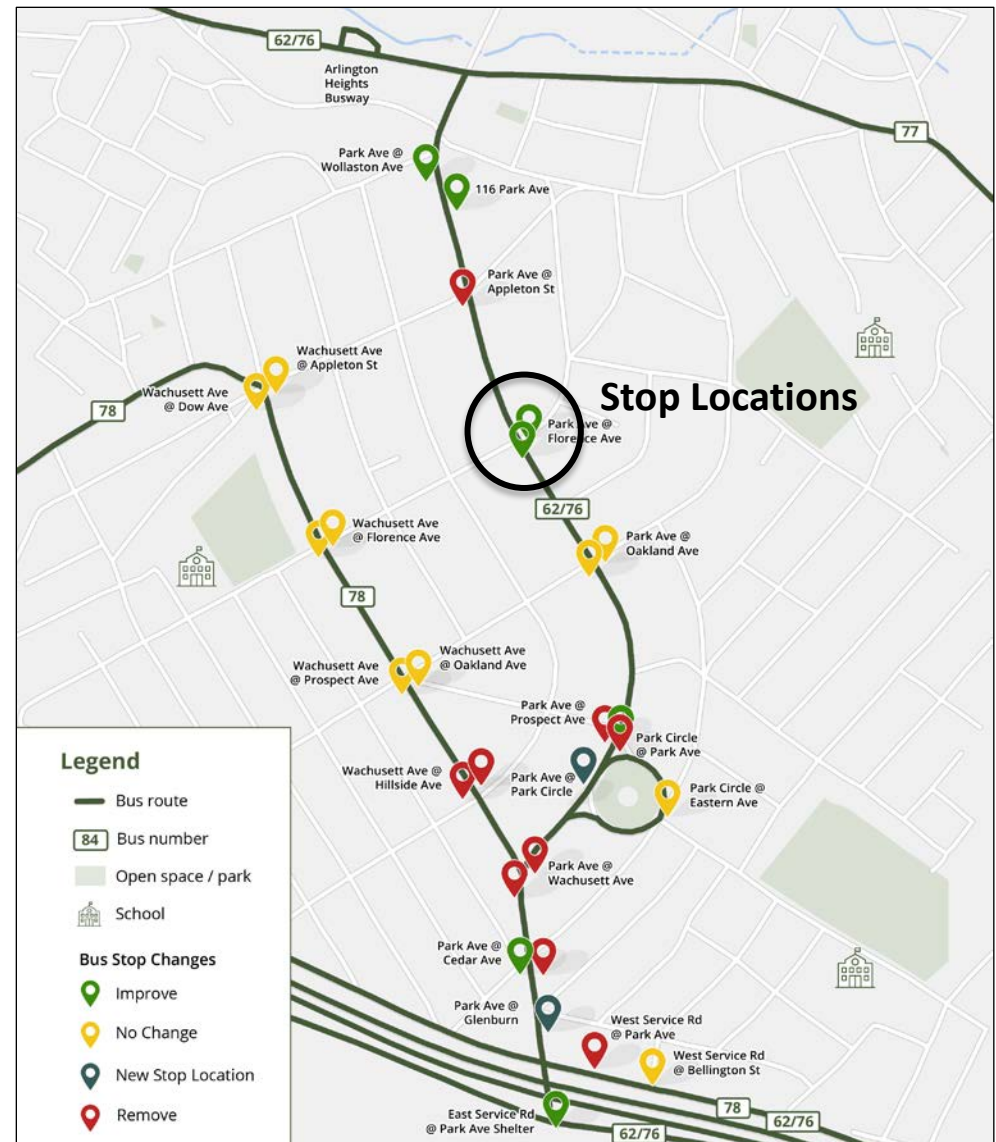 62/76
Arlington
Heights
Busway
77
Park Ave @
Wollaston Ave
116 Park Ave
Park Ave @
Appleton St
Wachusett Ave
@ Appleton St
Wachusett Ave
@ Dow Ave
78
Stop Locations
Park Ave @
Florence Ave
62/76
Wachusett Ave
@ Florence Ave
Park Ave @
Oakland Ave
78
Wachusett Ave
@ Oakland Ave
Wachusett Ave
@ Prospect Ave
Park Ave @
Prospect Ave
Park Circle
@ Park Ave
Wachusett Ave @
Hillside Ave
Park Ave @
Park Circle
Park Circle @
Eastern Ave
Park Ave @
Wachusett Ave
Park Ave @
Cedar Ave
Park Ave @
Glenburn
West Service Rd
@ Park Ave
West Service Rd
@ Bellington St
East Service Rd
@ Park Ave Shelter
78
62/76
62/76
Legend
Bus route
84 Bus number
Open space / park
School
Bus Stop Changes
Improve
No Change
New Stop Location
Remove